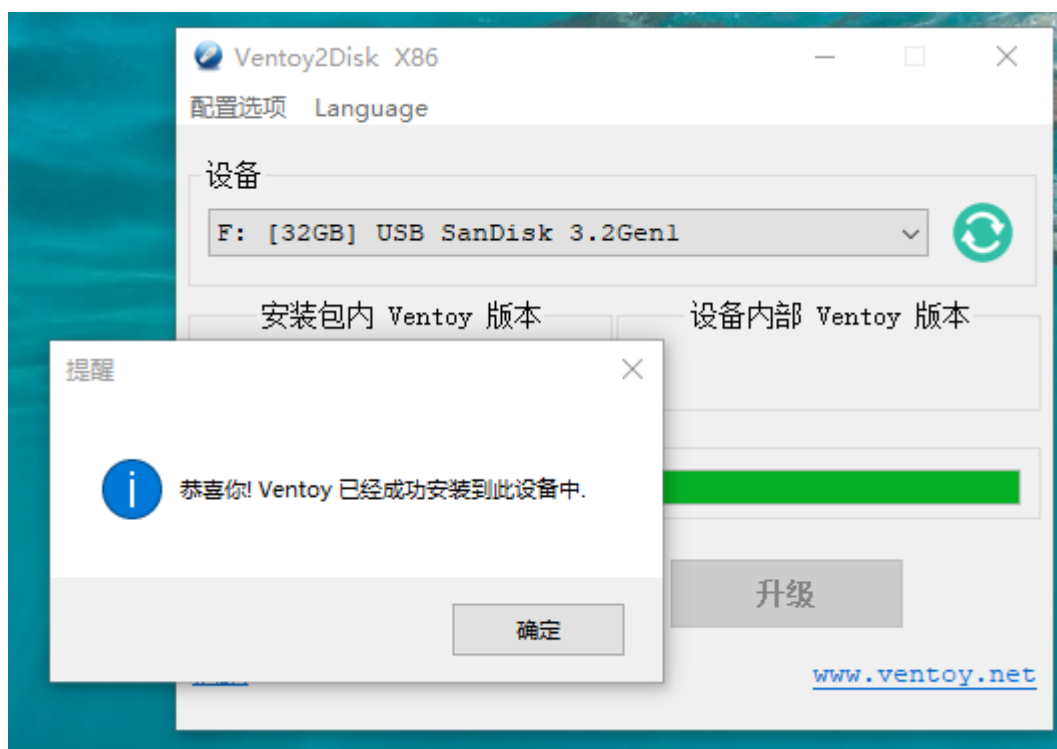 Ventoy2Disk X86
配置选项 Language
设备
F: [32GB] USB SanDisk 3.2Gen1
安装包内 Ventoy 版本
设备内部 Ventoy 版本
提醒
恭喜你! Ventoy 已经成功安装到此设备中.
升级
确定
www.ventoy.net